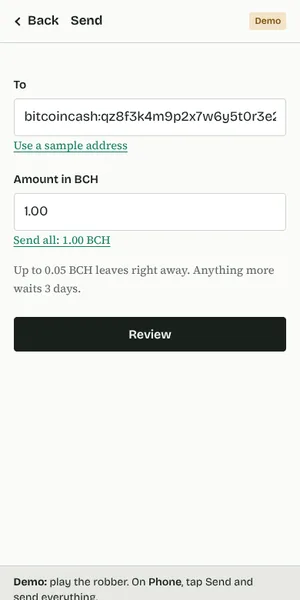 Back Send Demo
To
bitcoincash:qz8f3k4m9p2x7w6y5t0r3e2
Use a sample address
Amount in BCH
1.00
Send all: 1.00 BCH
Up to 0.05 BCH leaves right away. Anything more
waits 3 days.
Review
Demo: play the robber. On Phone, tap Send and
send everything.